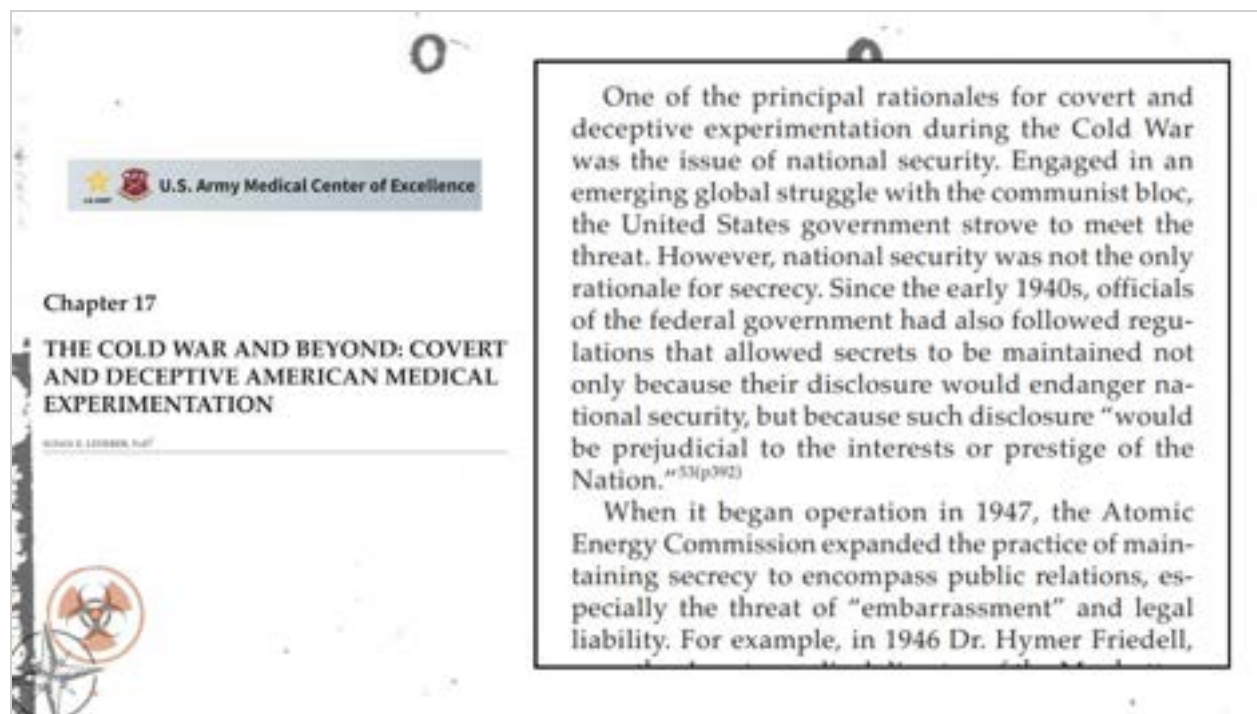 U.S. Army Medical Center of Excellence
Chapter 17
THE COLD WAR AND BEYOND: COVERT
AND DECEPTIVE AMERICAN MEDICAL
EXPERIMENTATION
One of the principal rationales for covert and
deceptive experimentation during the Cold War
was the issue of national security. Engaged in an
emerging global struggle with the communist bloc,
the United States government strove to meet the
threat. However, national security was not the only
rationale for secrecy. Since the early 1940s, officials
of the federal government had also followed regu-
lations that allowed secrets to be maintained not
only because their disclosure would endanger na-
tional security, but because such disclosure “would
be prejudicial to the interests or prestige of the
Nation.”53(p392)
When it began operation in 1947, the Atomic
Energy Commission expanded the practice of main-
taining secrecy to encompass public relations, es-
pecially the threat of “embarrassment” and legal
liability. For example, in 1946 Dr. Hymer Friedell,